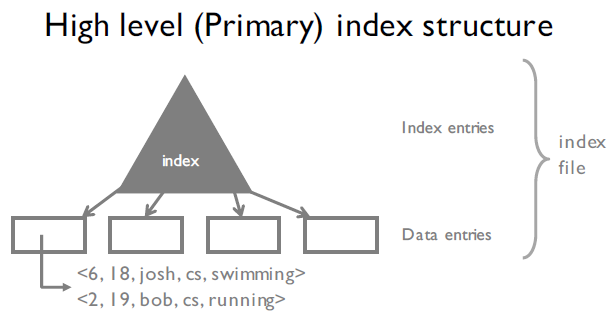 High level (Primary) index structure
Index entries
index
index
file
Data entries
<6, 18, josh, cs, swimming>
<2, 19, bob, cs, running>